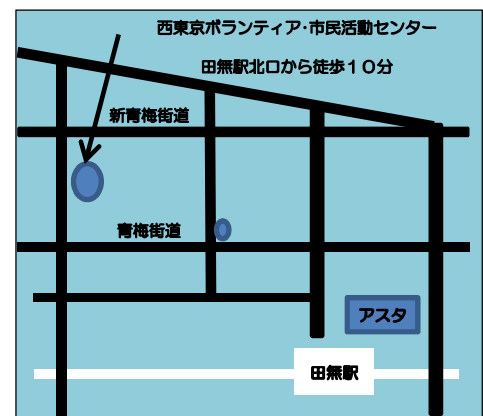 西東京ボランティア・市民活動センター
田無駅北口から徒歩１０分
新青梅街道
青梅街道
アスタ
田無駅